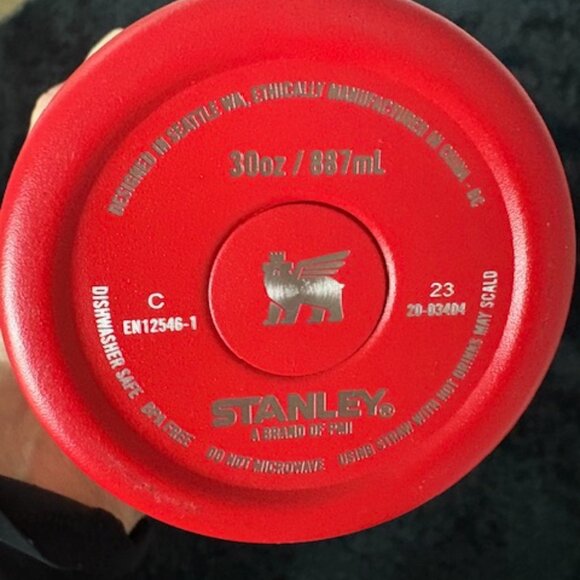 DESIGNED IN SEATTLE WA, ETHICALLY MANUFACTURED IN CHINA - OC
30oz / 887mL
C
EN12546-1
23
20-03404
STANLEY®
A BRAND OF PMI
DISHWASHER SAFE BPA FREE DO NOT MICROWAVE USING STRAW WITH HOT DRINKS MAY SCALD